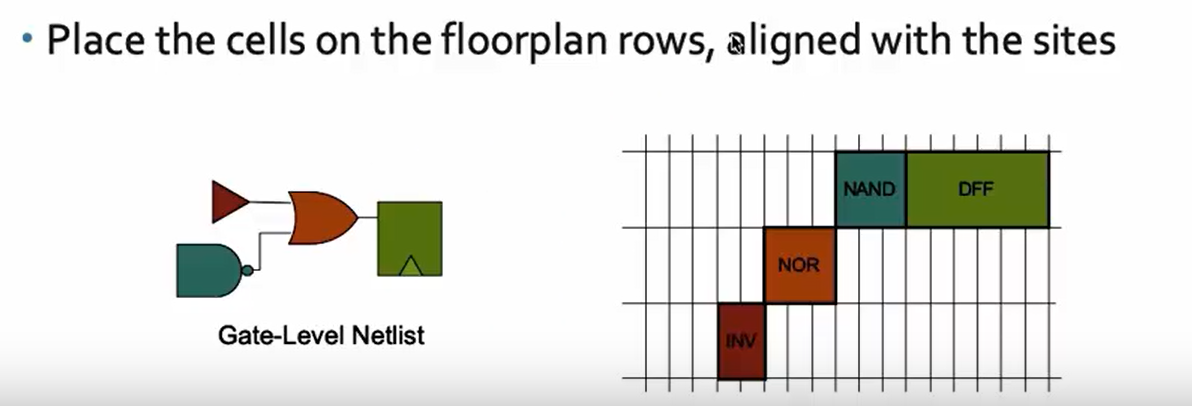 • Place the cells on the floorplan rows, aligned with the sites
NAND DFF
NOR
INV
Gate-Level Netlist